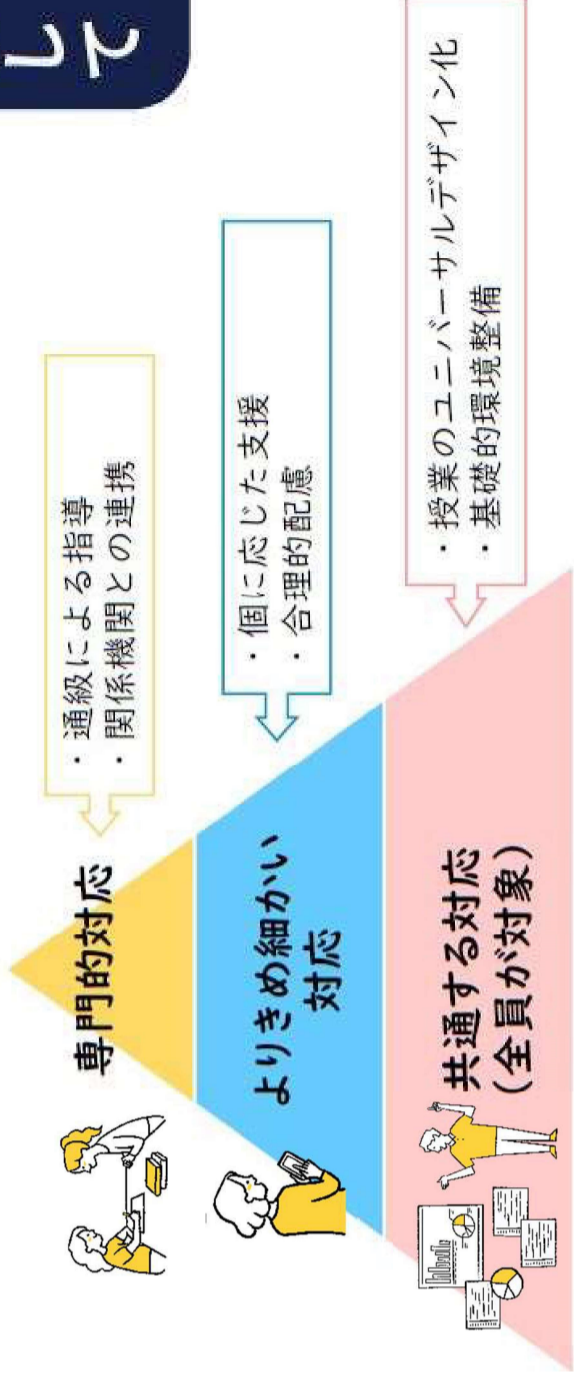 専門的対応
・通級による指導
・関係機関との連携
よりきめ細かい
対応
・個に応じた支援
・合理的配慮
共通する対応
(全員が対象)
・授業のユニバーサルデザイン化
・基礎的環境整備